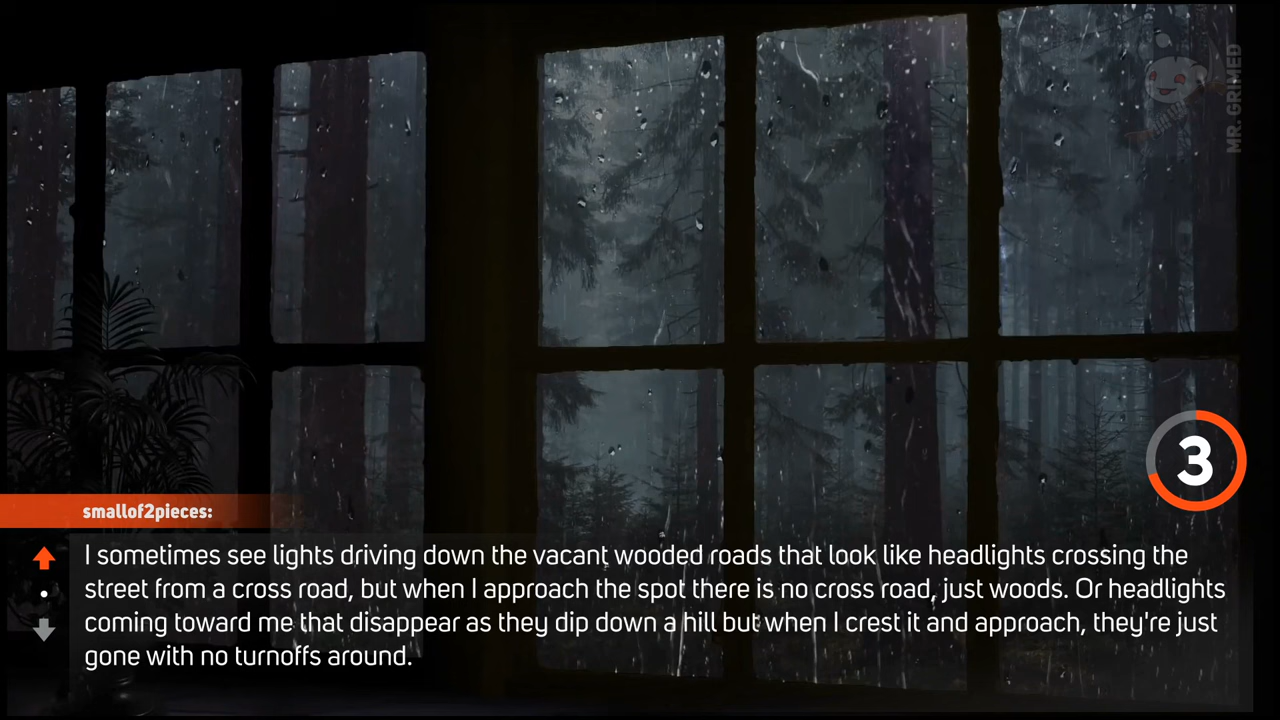 MR. GRIMED
3
smallof2pieces:
I sometimes see lights driving down the vacant wooded roads that look like headlights crossing the
street from a cross road, but when I approach the spot there is no cross road, just woods. Or headlights
coming toward me that disappear as they dip down a hill but when I crest it and approach, they're just
gone with no turnoffs around.